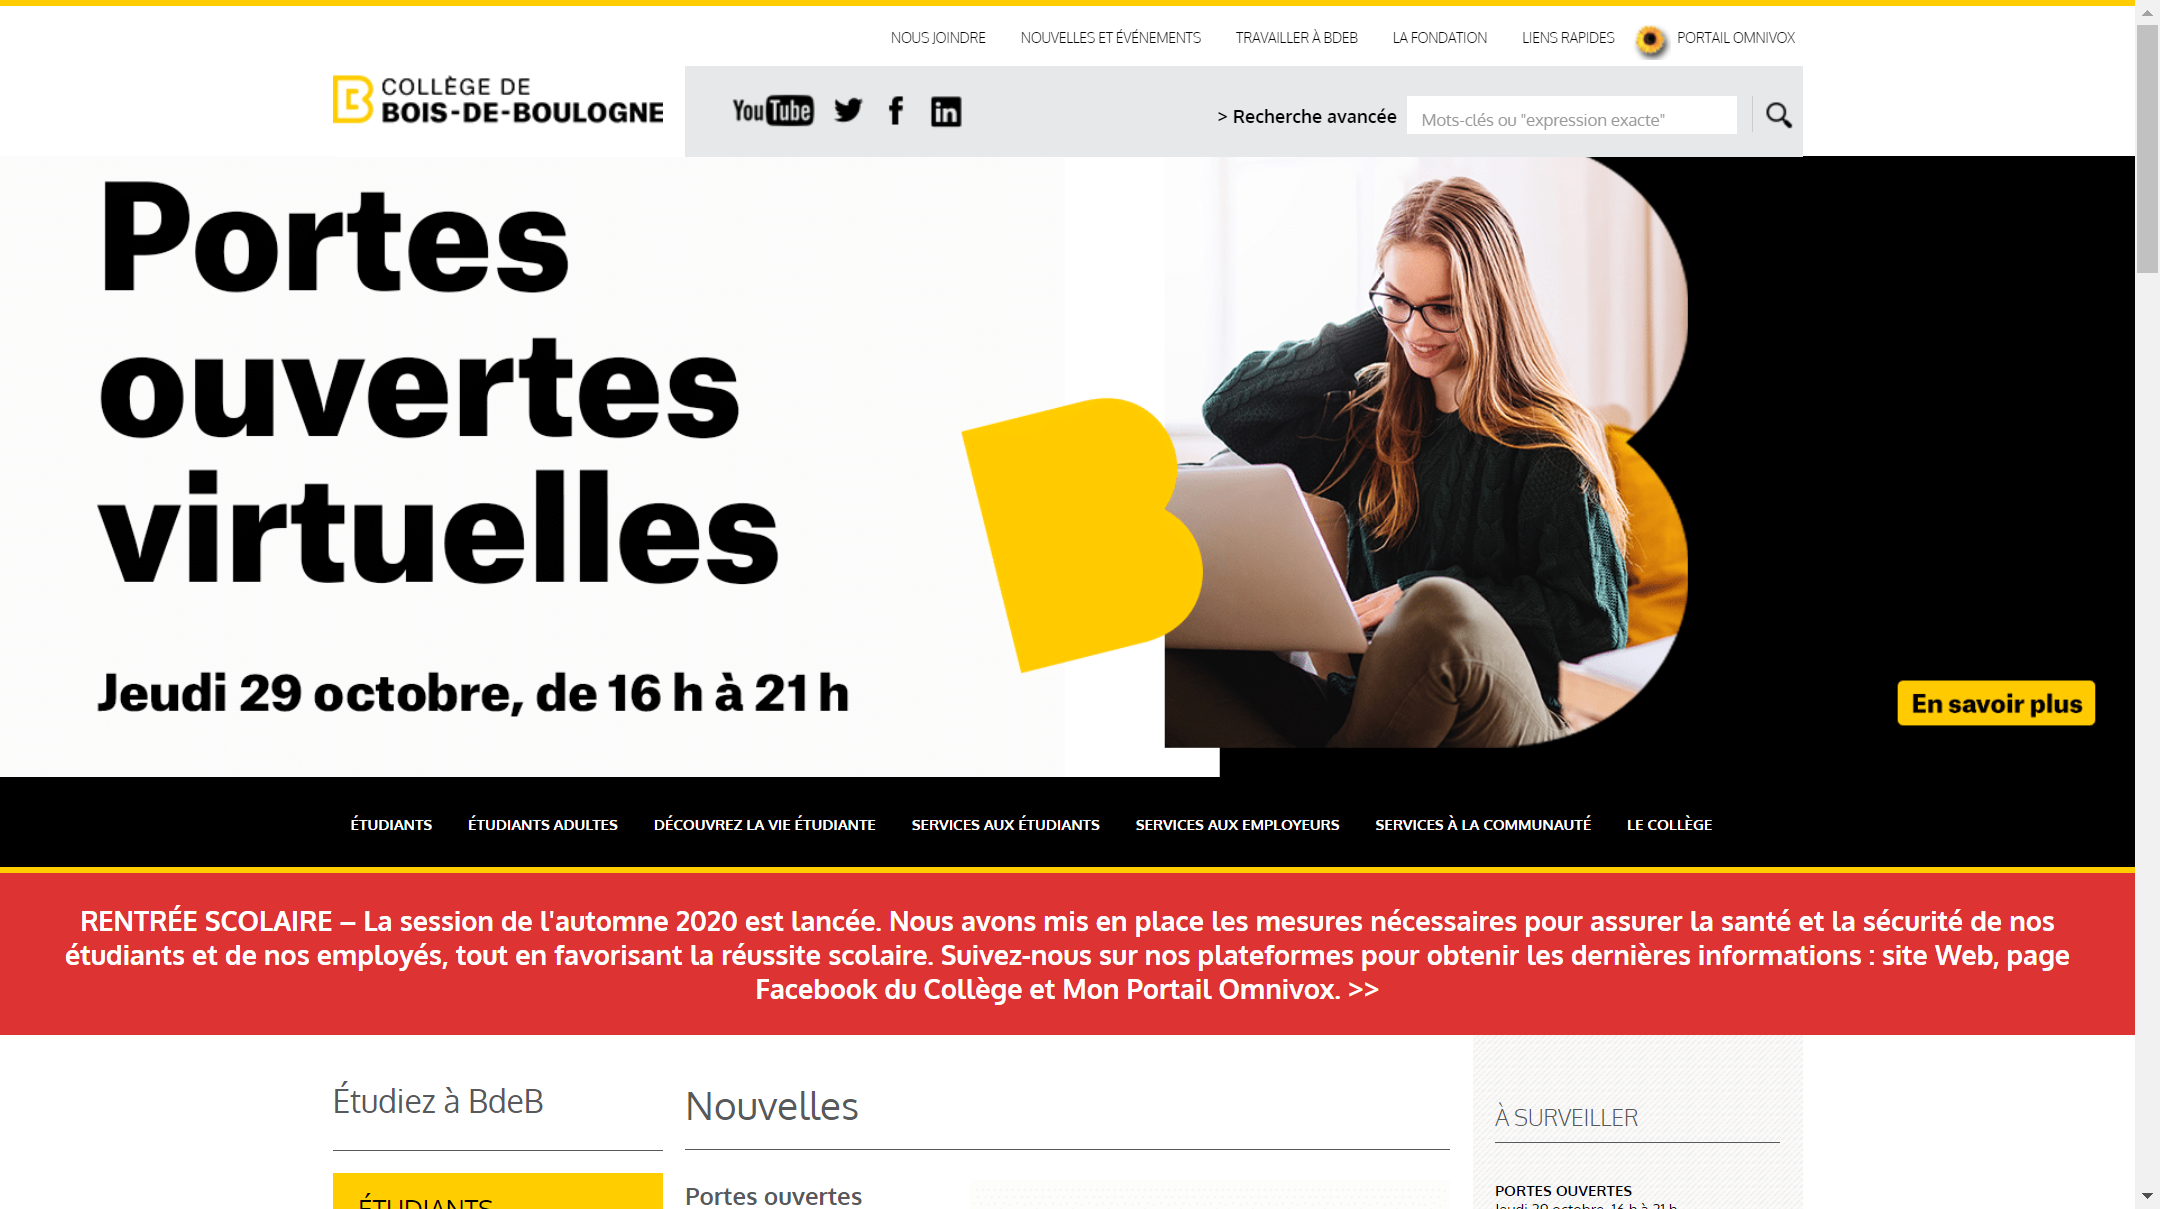 NOUS JOINDRE NOUVELLES ET ÉVÉNEMENTS TRAVAILLER À BDEB LA FONDATION LIENS RAPIDES PORTAIL OMNIVOX
COLLÈGE DE
BOIS-DE-BOULOGNE
YouTube
> Recherche avancée
Mots-clés ou "expression exacte"
Portes
ouvertes
virtuelles
Jeudi 29 octobre, de 16 h à 21 h
En savoir plus
ÉTUDIANTS ÉTUDIANTS ADULTES DÉCOUVREZ LA VIE ÉTUDIANTE SERVICES AUX ÉTUDIANTS SERVICES AUX EMPLOYEURS SERVICES À LA COMMUNAUTÉ LE COLLÈGE
RENTRÉE SCOLAIRE – La session de l'automne 2020 est lancée. Nous avons mis en place les mesures nécessaires pour assurer la santé et la sécurité de nos
étudiants et de nos employés, tout en favorisant la réussite scolaire. Suivez-nous sur nos plateformes pour obtenir les dernières informations : site Web, page
Facebook du Collège et Mon Portail Omnivox. >>
Étudiez à BdeB
ÉTUDIANTS
Nouvelles
Portes ouvertes
À SURVEILLER
PORTES OUVERTES
Jeudi 29 octobre, 16 h à 21 h